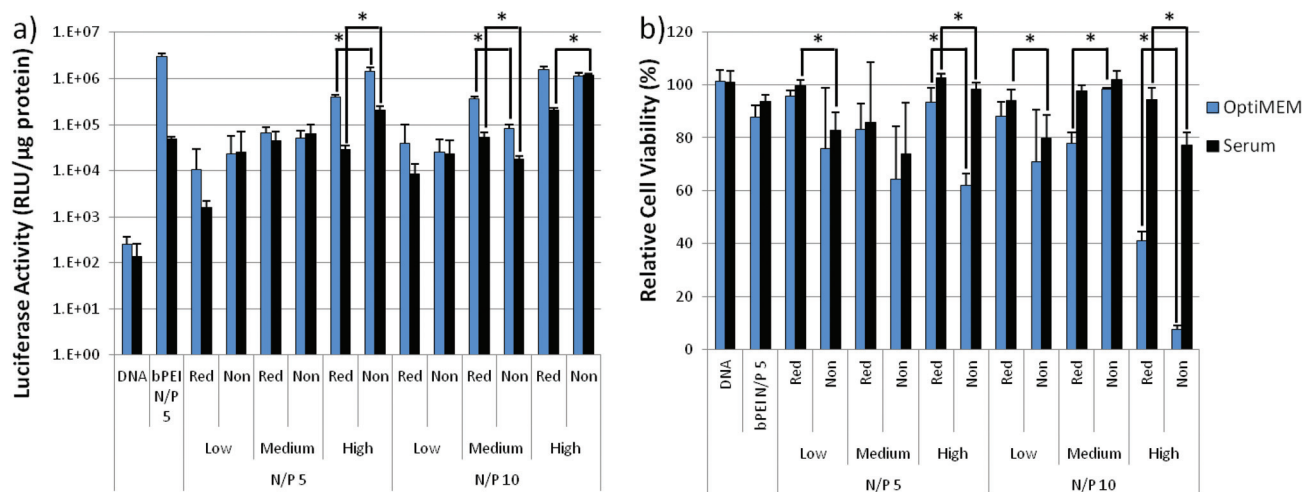 a)
Luciferase Activity (RLU/µg protein)
1.E+07
1.E+06
1.E+05
1.E+04
1.E+03
1.E+02
1.E+01
1.E+00
* * * * *
DNA bPEI N/P 5 Red Non Red Non Red Non Red Non Red Non Red Non
Low Medium High Low Medium High
N/P 5 N/P 10
b)
Relative Cell Viability (%)
120
100
80
60
40
20
0
* * * * * * *
DNA bPEI N/P 5 Red Non Red Non Red Non Red Non Red Non Red Non
Low Medium High Low Medium High
N/P 5 N/P 10
OptiMEM
Serum